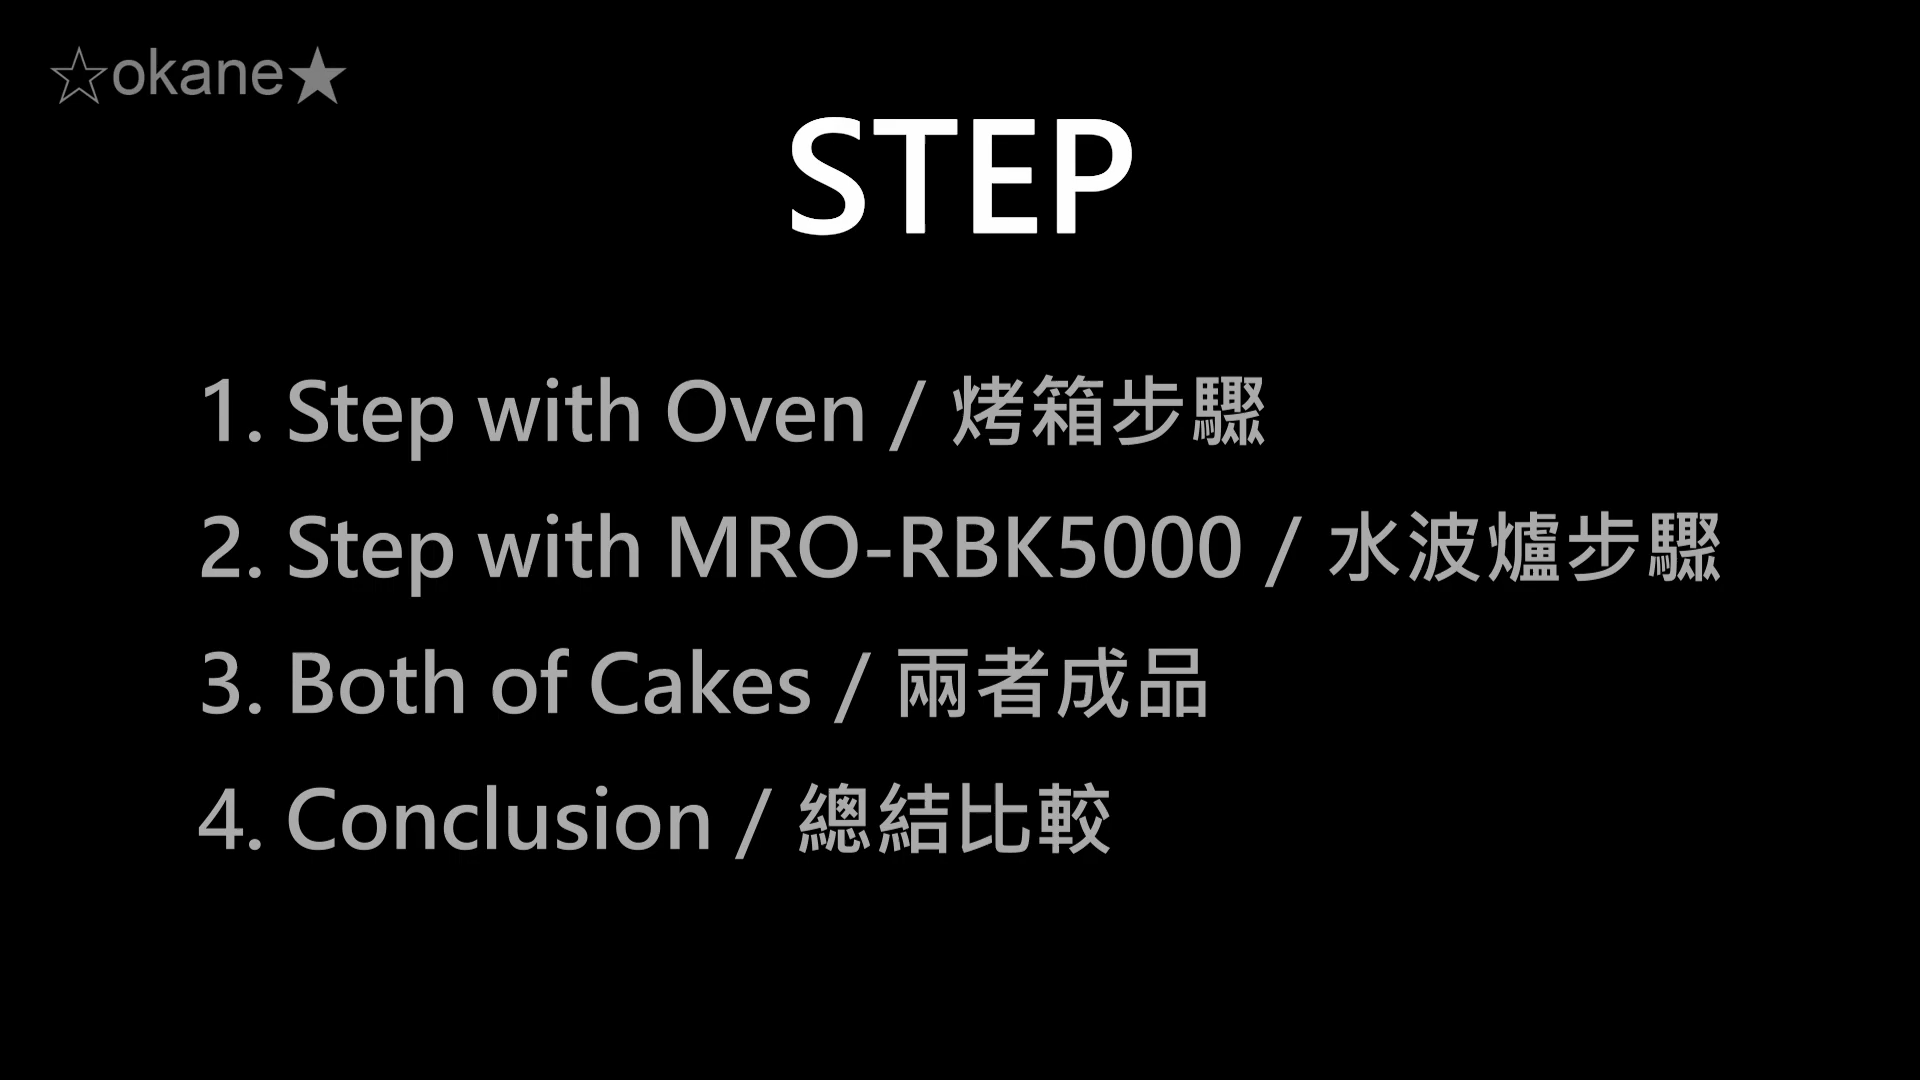 ☆okane★
STEP
1. Step with Oven / 烤箱步驟
2. Step with MRO-RBK5000 / 水波爐步驟
3. Both of Cakes / 兩者成品
4. Conclusion / 總結比較